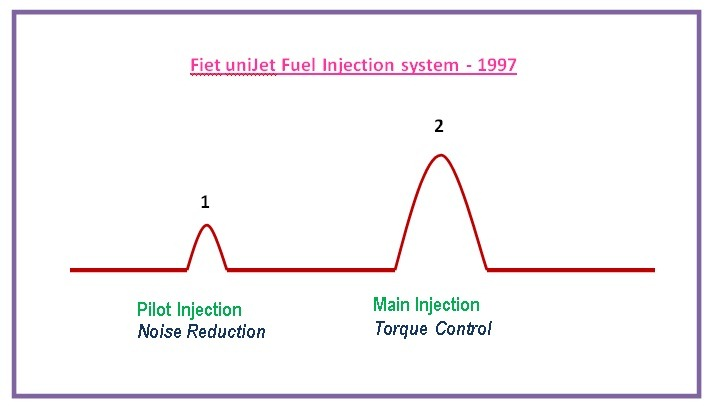 Fiet uniJet Fuel Injection system - 1997
2
1
Pilot Injection
Noise Reduction
Main Injection
Torque Control